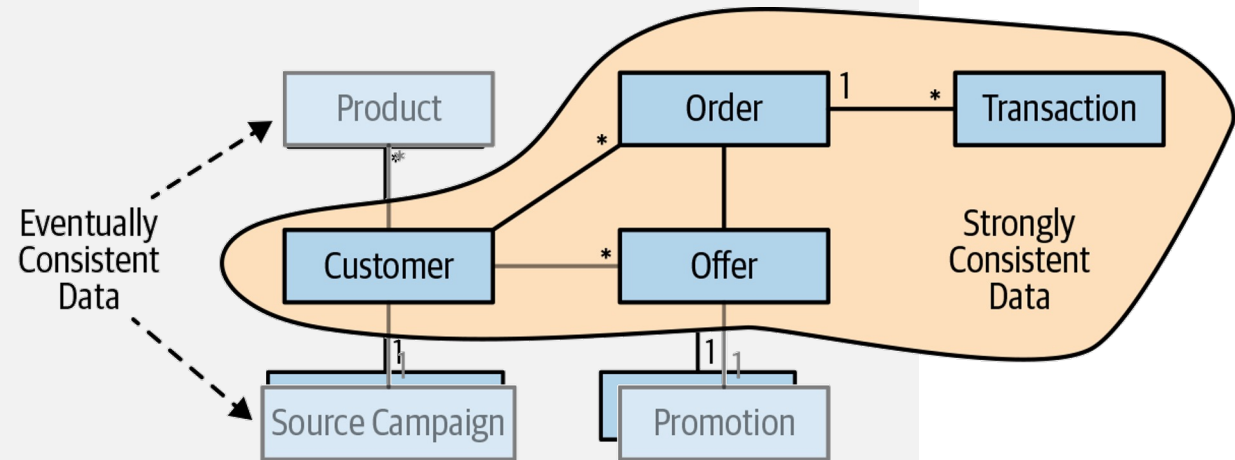 Product
*
Order
1
*
Transaction
*
Eventually
Consistent
Data
Customer
*
Offer
Strongly
Consistent
Data
1
1
1
1
Source Campaign
Promotion